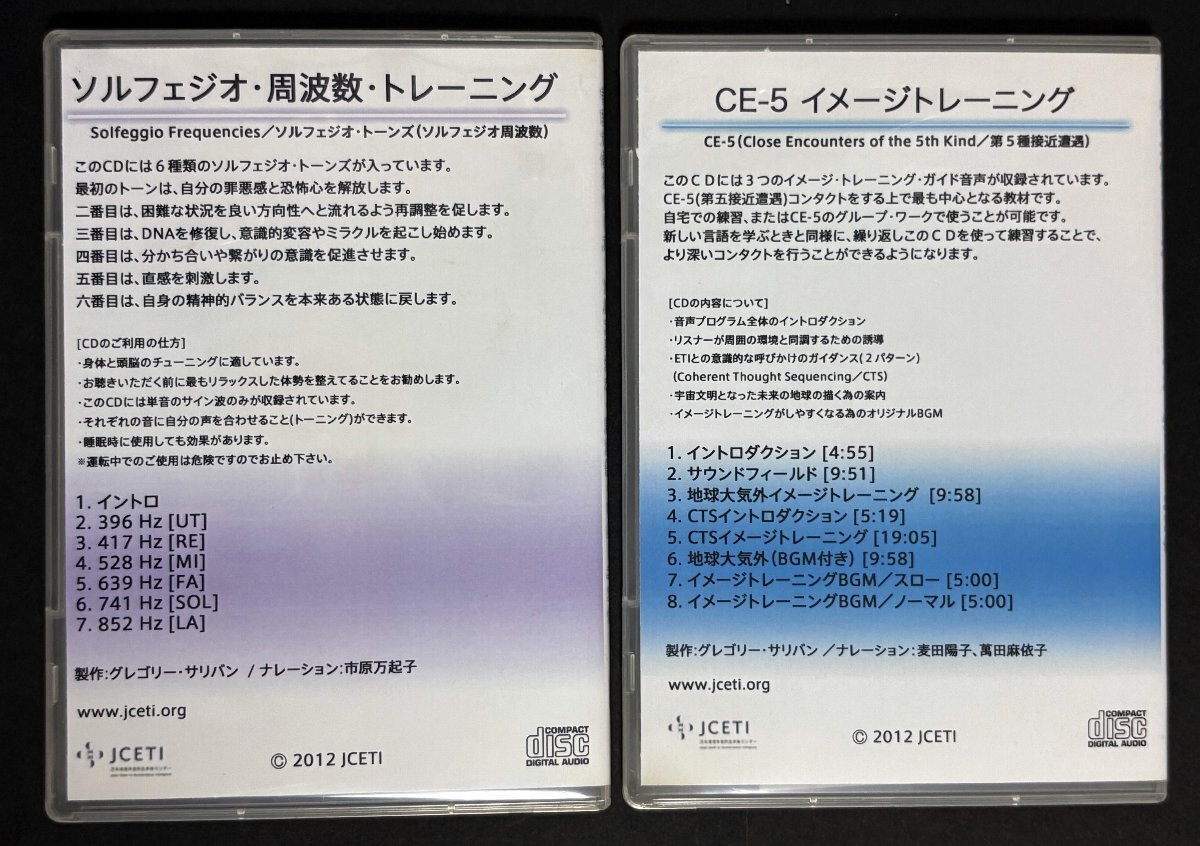 ソルフェジオ・周波数・トレーニング
Solfeggio Frequencies／ソルフェジオ・トーンズ(ソルフェジオ周波数)
このCDには６種類のソルフェジオ・トーンズが入っています。
最初のトーンは、自分の罪悪感と恐怖心を解放します。
二番目は、困難な状況を良い方向性へと流れるよう再調整を促します。
三番目は、DNAを修復し、意識的変容やミラクルを起こし始めます。
四番目は、分かち合いや繋がりの意識を促進させます。
五番目は、直感を刺激します。
六番目は、自身の精神的バランスを本来ある状態に戻します。
[CDのご利用の仕方]
・身体と頭脳のチューニングに適しています。
・お聴きいただく前に最もリラックスした体勢を整えてることをお勧めします。
・このCDには単音のサイン波のみが収録されています。
・それぞれの音に自分の声を合わせること(トーニング)ができます。
・睡眠時に使用しても効果があります。
※運転中でのご使用は危険ですのでお止め下さい。
1. イントロ
2. 396 Hz [UT]
3. 417 Hz [RE]
4. 528 Hz [MI]
5. 639 Hz [FA]
6. 741 Hz [SOL]
7. 852 Hz [LA]
製作：グレゴリー・サリバン / ナレーション：市原万起子
www.jceti.org
JCETI
© 2012 JCETI
COMPACT
disc
DIGITAL AUDIO
CE-5 イメージトレーニング
CE-5(Close Encounters of the 5th Kind／第５種接近遭遇)
このＣＤには３つのイメージ・トレーニング・ガイド音声が収録されています。
CE-5(第五接近遭遇)コンタクトをする上で最も中心となる教材です。
自宅での練習、またはCE-5のグループ・ワークで使うことが可能です。
新しい言語を学ぶときと同様に、繰り返しこのＣＤを使って練習することで、
より深いコンタクトを行うことができるようになります。
[CDの内容について]
・音声プログラム全体のイントロダクション
・リスナーが周囲の環境と同調するための誘導
・ETIとの意識的な呼びかけのガイダンス(２パターン)
(Coherent Thought Sequencing／CTS)
・宇宙文明となった未来の地球の描く為の案内
・イメージトレーニングがしやすくなる為のオリジナルBGM
1. イントロダクション [4:55]
2. サウンドフィールド [9:51]
3. 地球大気外イメージトレーニング [9:58]
4. CTSイントロダクション [5:19]
5. CTSイメージトレーニング [19:05]
6. 地球大気外(BGM付き) [9:58]
7. イメージトレーニングBGM／スロー [5:00]
8. イメージトレーニングBGM／ノーマル [5:00]
製作：グレゴリー・サリバン ／ナレーション：麦田陽子、萬田麻依子
www.jceti.org
JCETI
© 2012 JCETI
COMPACT
disc
DIGITAL AUDIO